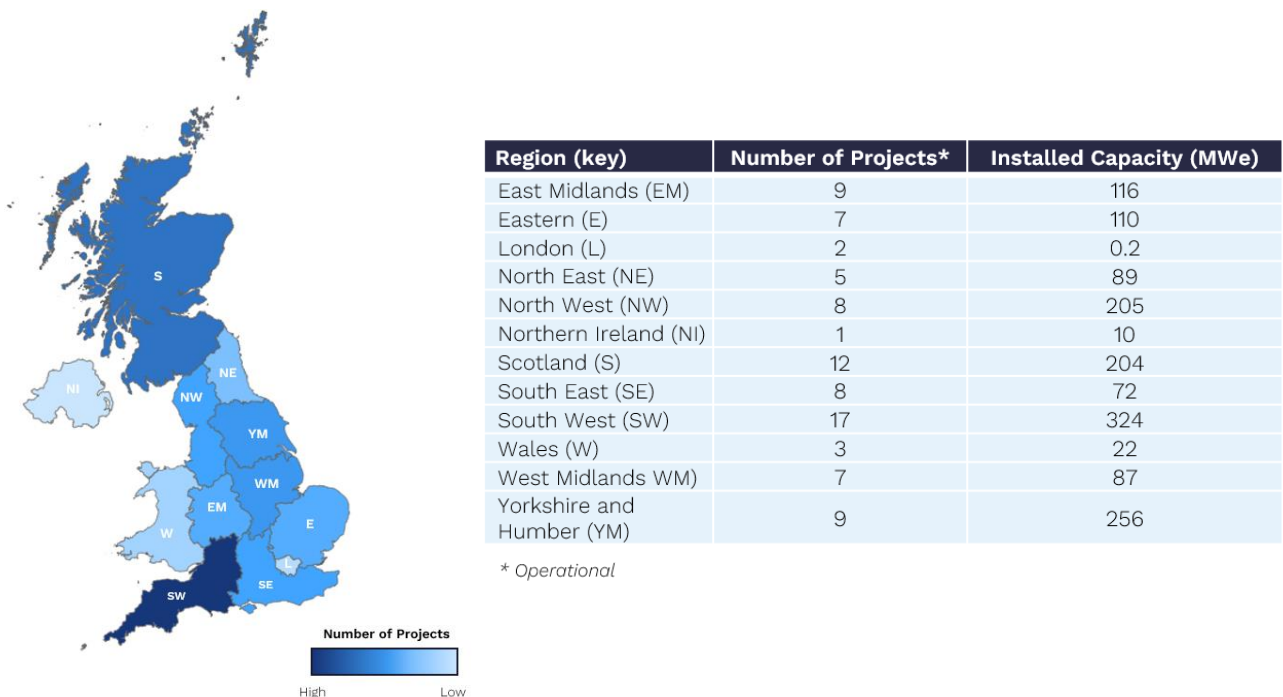 S
NI
NE
NW
YM
WM
EM
E
W
L
SE
SW
Number of Projects
High Low
Region (key) Number of Projects* Installed Capacity (MWe)
East Midlands (EM) 9 116
Eastern (E) 7 110
London (L) 2 0.2
North East (NE) 5 89
North West (NW) 8 205
Northern Ireland (NI) 1 10
Scotland (S) 12 204
South East (SE) 8 72
South West (SW) 17 324
Wales (W) 3 22
West Midlands WM) 7 87
Yorkshire and
Humber (YM) 9 256
* Operational